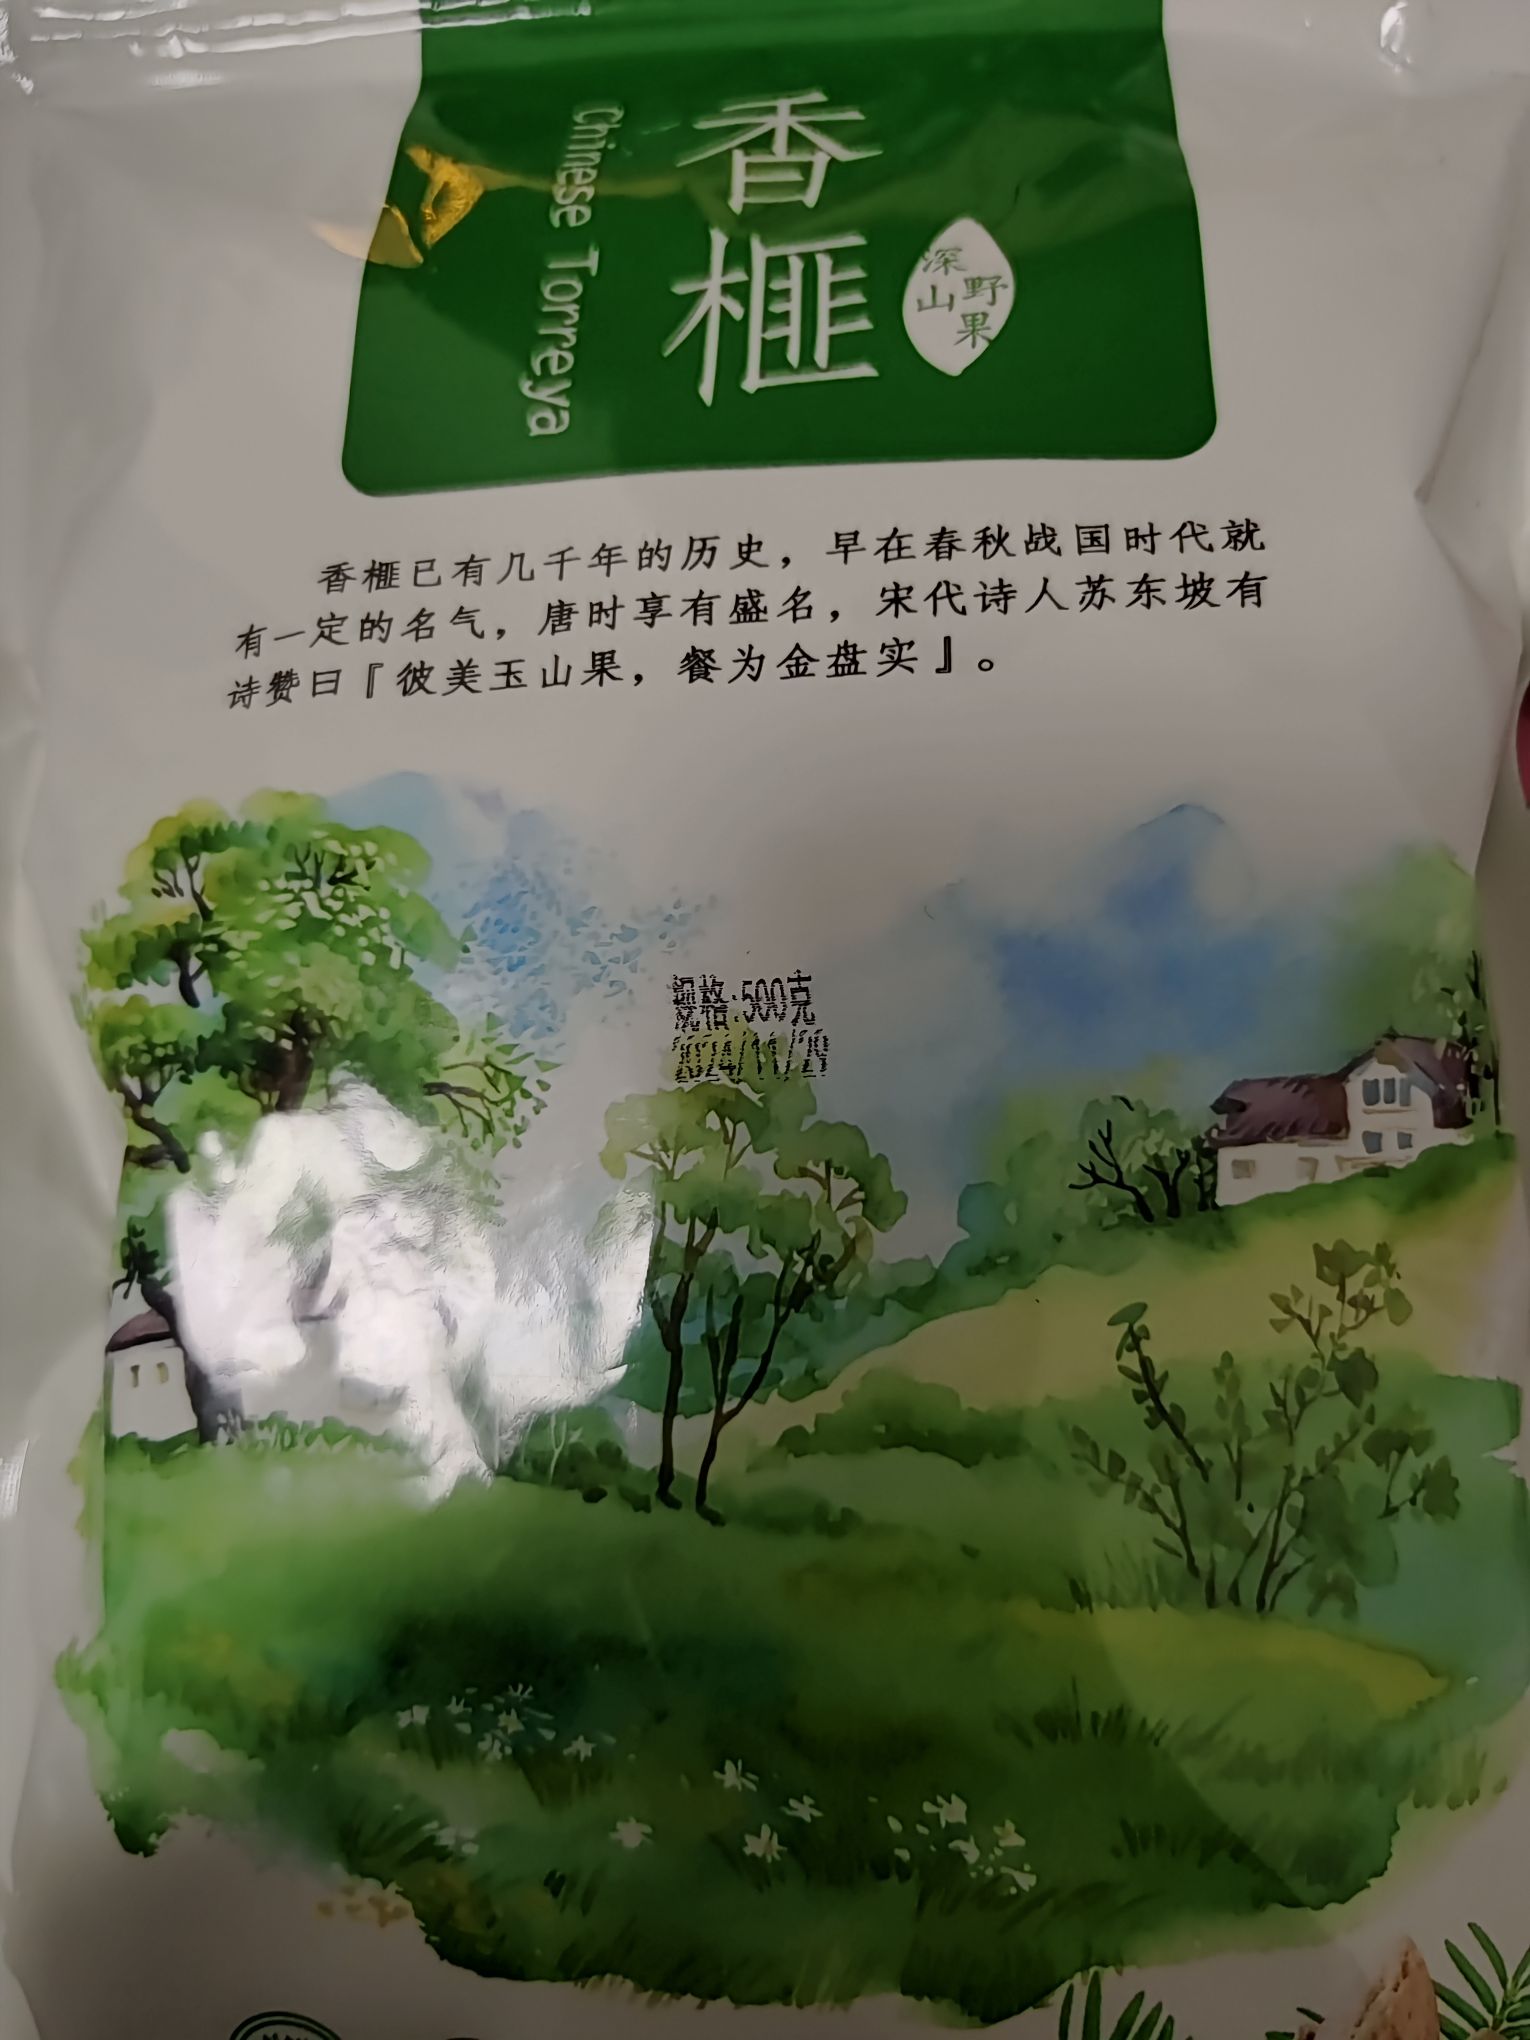 香榧
深山
野果
Chinese Torreya
香榧已有几千年的历史，早在春秋战国时代就
有一定的名气，唐时享有盛名，宋代诗人苏东坡有
诗赞曰『彼美玉山果，餐为金盘实』。
规格:500克
2024/11/29